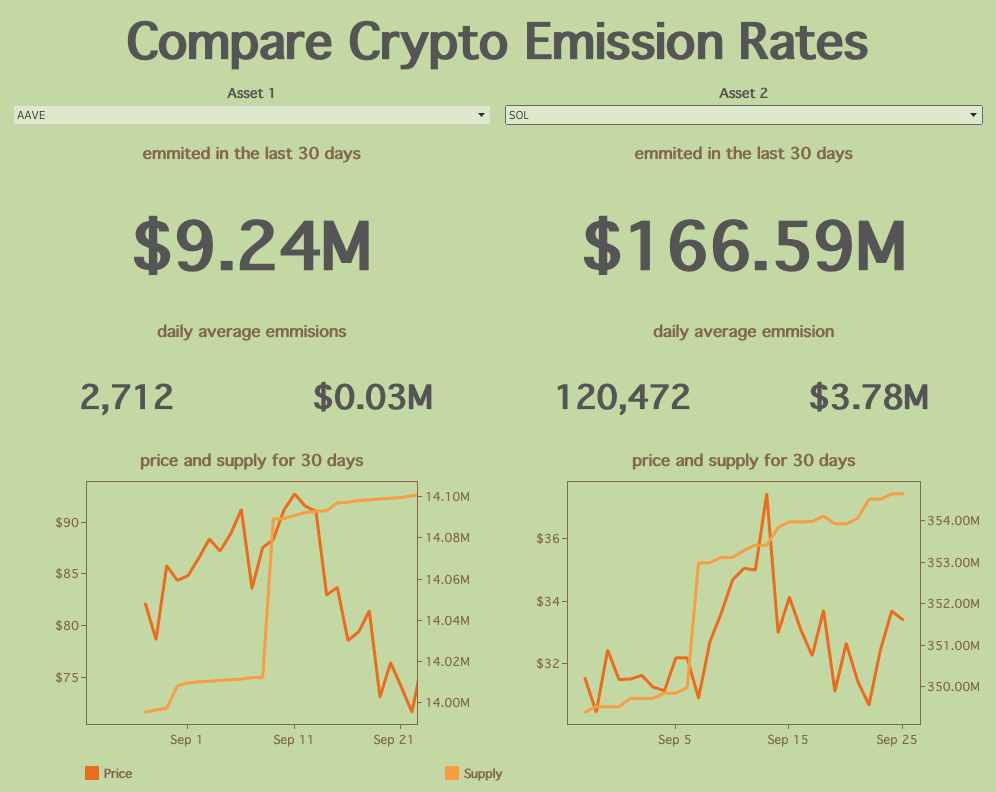 Compare Crypto Emission Rates
Asset 1
Asset 2
AAVE
SOL
emmited in the last 30 days
emmited in the last 30 days
$9.24M
$166.59M
daily average emmisions
daily average emmision
2,712
$0.03M
120,472
$3.78M
price and supply for 30 days
price and supply for 30 days
$90
$85
$80
$75
14.10M
14.08M
14.06M
14.04M
14.02M
14.00M
Sep 1
Sep 11
Sep 21
$36
$34
$32
354.00M
353.00M
352.00M
351.00M
350.00M
Sep 5
Sep 15
Sep 25
Price
Supply